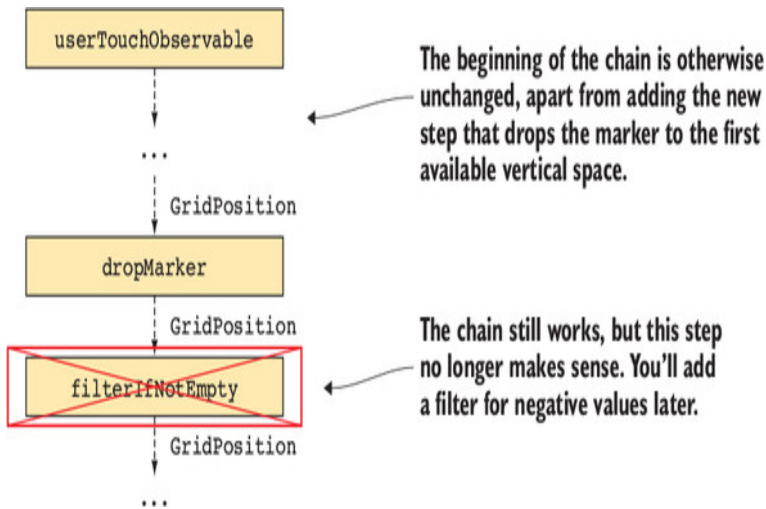 userTouchObservable
The beginning of the chain is otherwise
unchanged, apart from adding the new
step that drops the marker to the first
available vertical space.
...
GridPosition
dropMarker
GridPosition
The chain still works, but this step
no longer makes sense. You'll add
a filter for negative values later.
filterIfNotEmpty
GridPosition
...